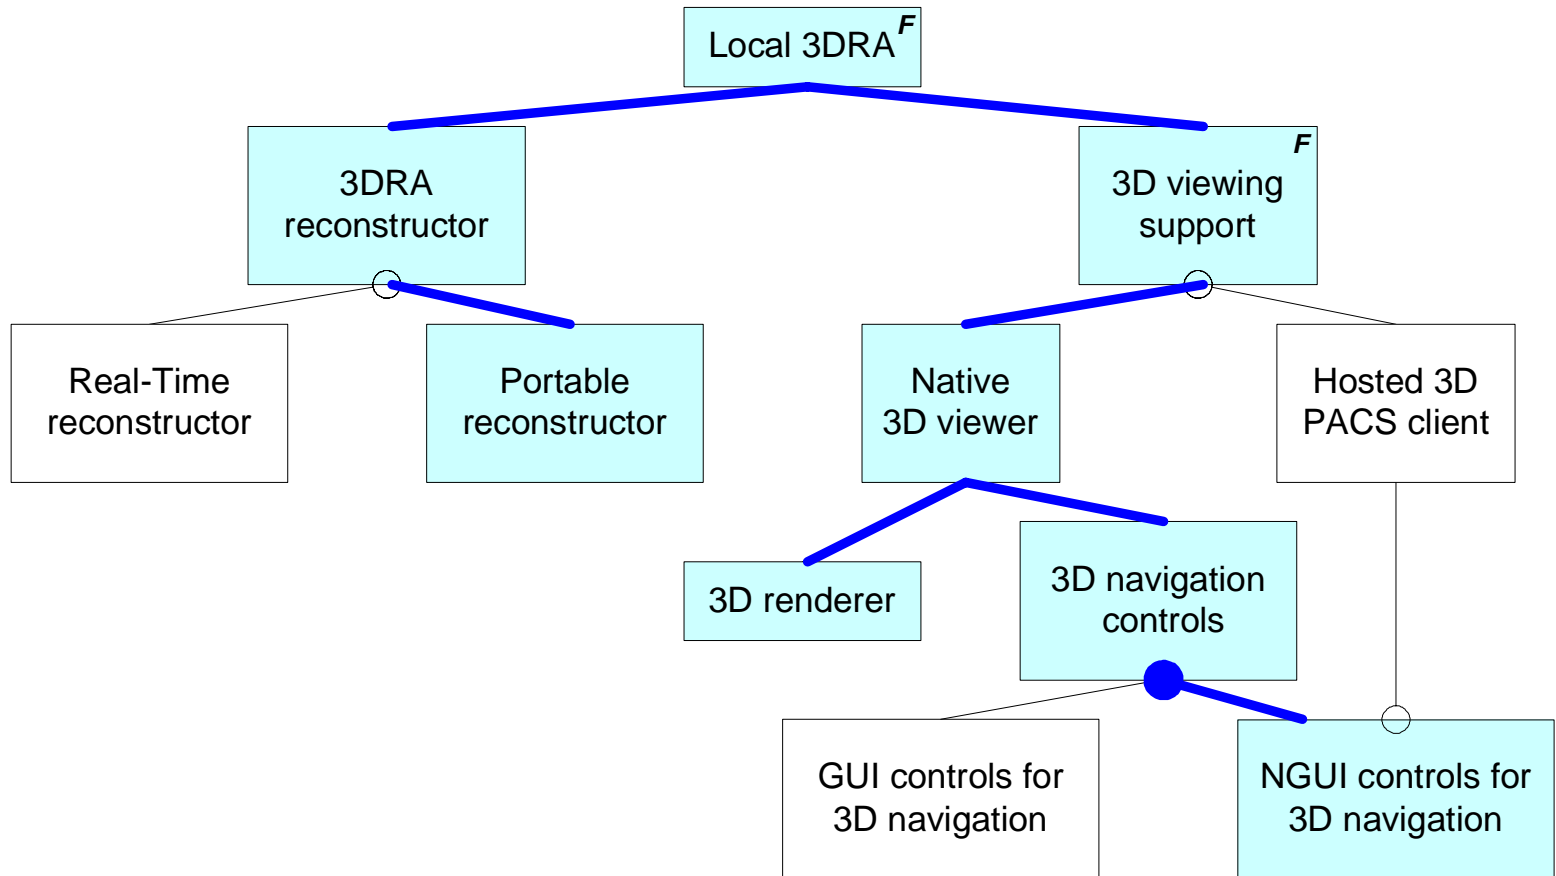 Local 3DRA F
3DRA
reconstructor
F
3D viewing
support
Real-Time
reconstructor
Portable
reconstructor
Native
3D viewer
Hosted 3D
PACS client
3D renderer
3D navigation
controls
GUI controls for
3D navigation
NGUI controls for
3D navigation